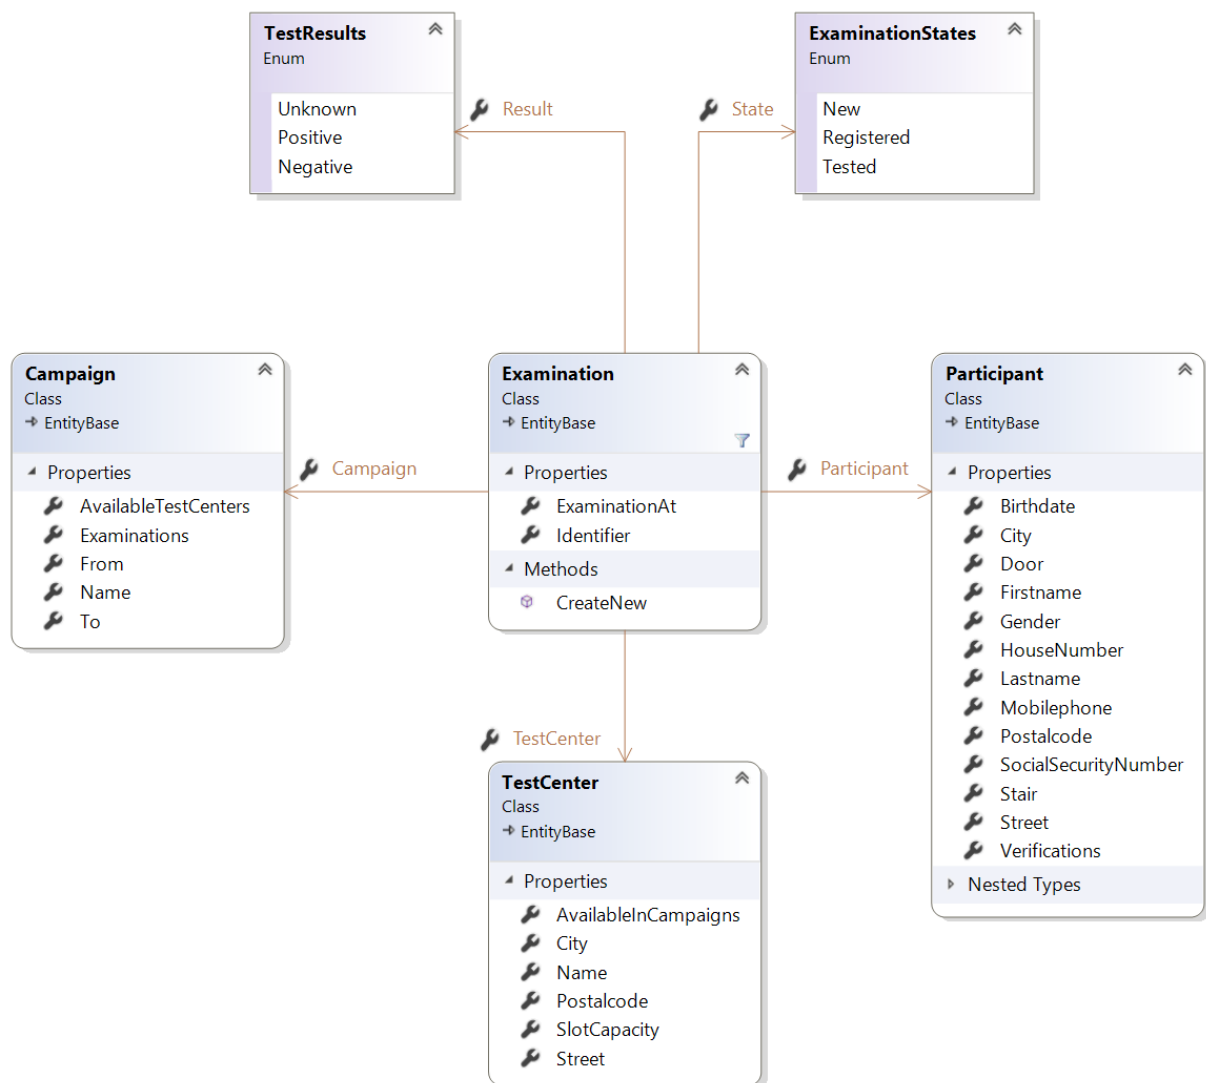 TestResults
Enum
Unknown
Positive
Negative
Result
ExaminationStates
Enum
New
Registered
Tested
State
Campaign
Class
EntityBase
Properties
AvailableTestCenters
Examinations
From
Name
To
Campaign
Examination
Class
EntityBase
Properties
ExaminationAt
Identifier
Methods
CreateNew
Participant
Participant
Class
EntityBase
Properties
Birthdate
City
Door
Firstname
Gender
HouseNumber
Lastname
Mobilephone
Postalcode
SocialSecurityNumber
Stair
Street
Verifications
Nested Types
TestCenter
TestCenter
Class
EntityBase
Properties
AvailableInCampaigns
City
Name
Postalcode
SlotCapacity
Street